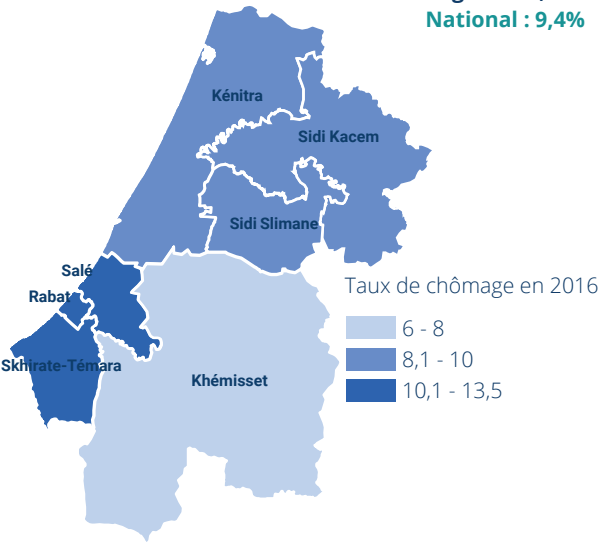 National : 9,4%
Kénitra
Sidi Kacem
Sidi Slimane
Salé
Rabat
Skhirate-Témara
Khémisset
Taux de chômage en 2016
6 - 8
8,1 - 10
10,1 - 13,5